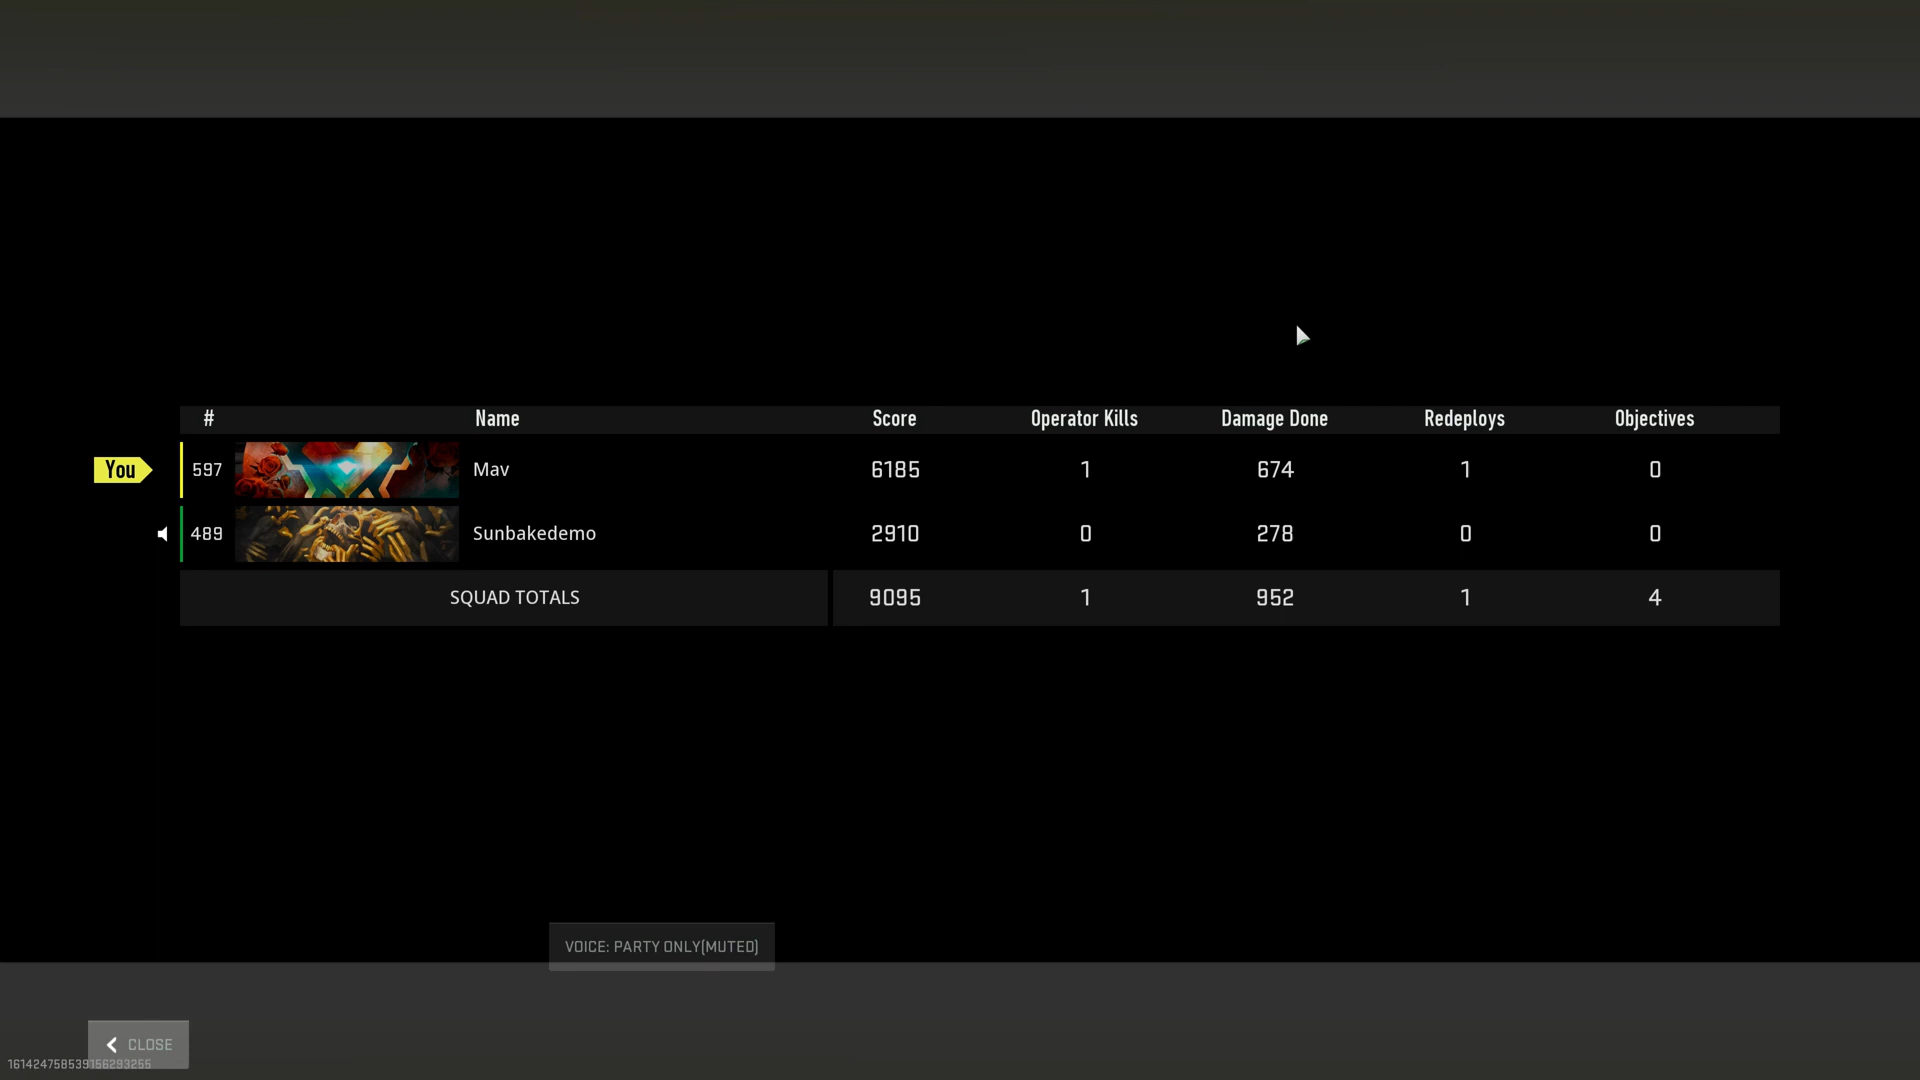 # Name Score Operator Kills Damage Done Redeploys Objectives
You 597 Mav 6185 1 674 1 0
489 Sunbakedemo 2910 0 278 0 0
SQUAD TOTALS 9095 1 952 1 4
VOICE: PARTY ONLY(MUTED)
CLOSE
161424758539156293255